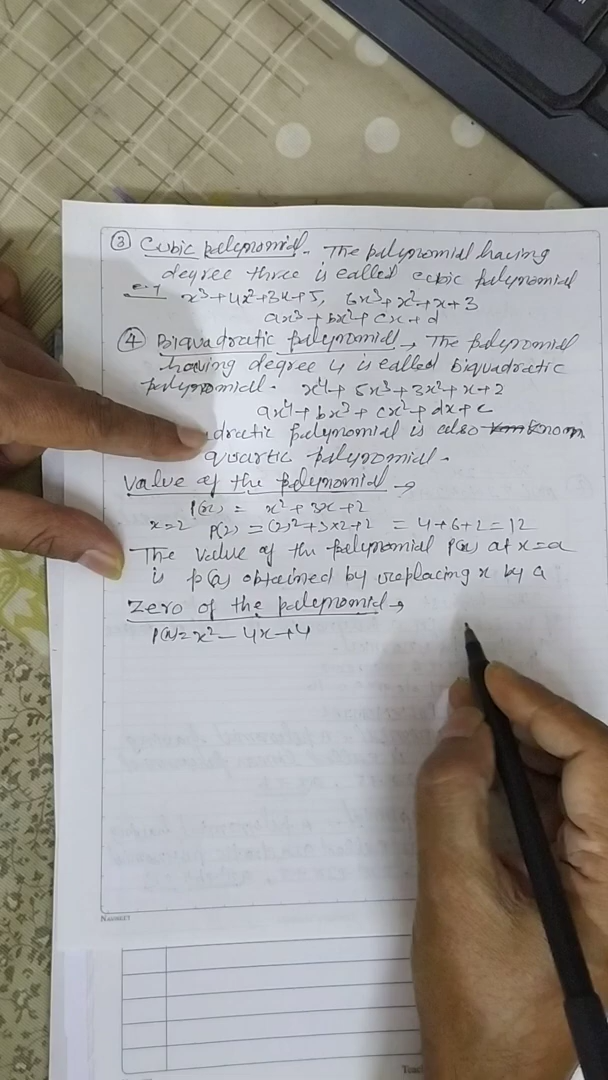 ③ Cubic polynomial - The polynomial having
degree three is called cubic polynomial
e.g x³+4x²+3x+5, 6x³+x²+x+3
ax³+bx²+cx+d
④ Biquadratic polynomial → The polynomial
having degree 4 is called Biquadratic
polynomial. x⁴+5x³+3x²+x+2
ax⁴+bx³+cx²+dx+e
dratic polynomial is also known
quartic polynomial.
Value of the polynomial →
P(x) = x²+3x+2
x=2 P(2) = (2)²+3×2+2 = 4+6+2=12
The value of the polynomial P(x) at x=a
is p(a) obtained by replacing x by a
Zero of the polynomial →
P(x)=x²-4x+4
NAVNEET